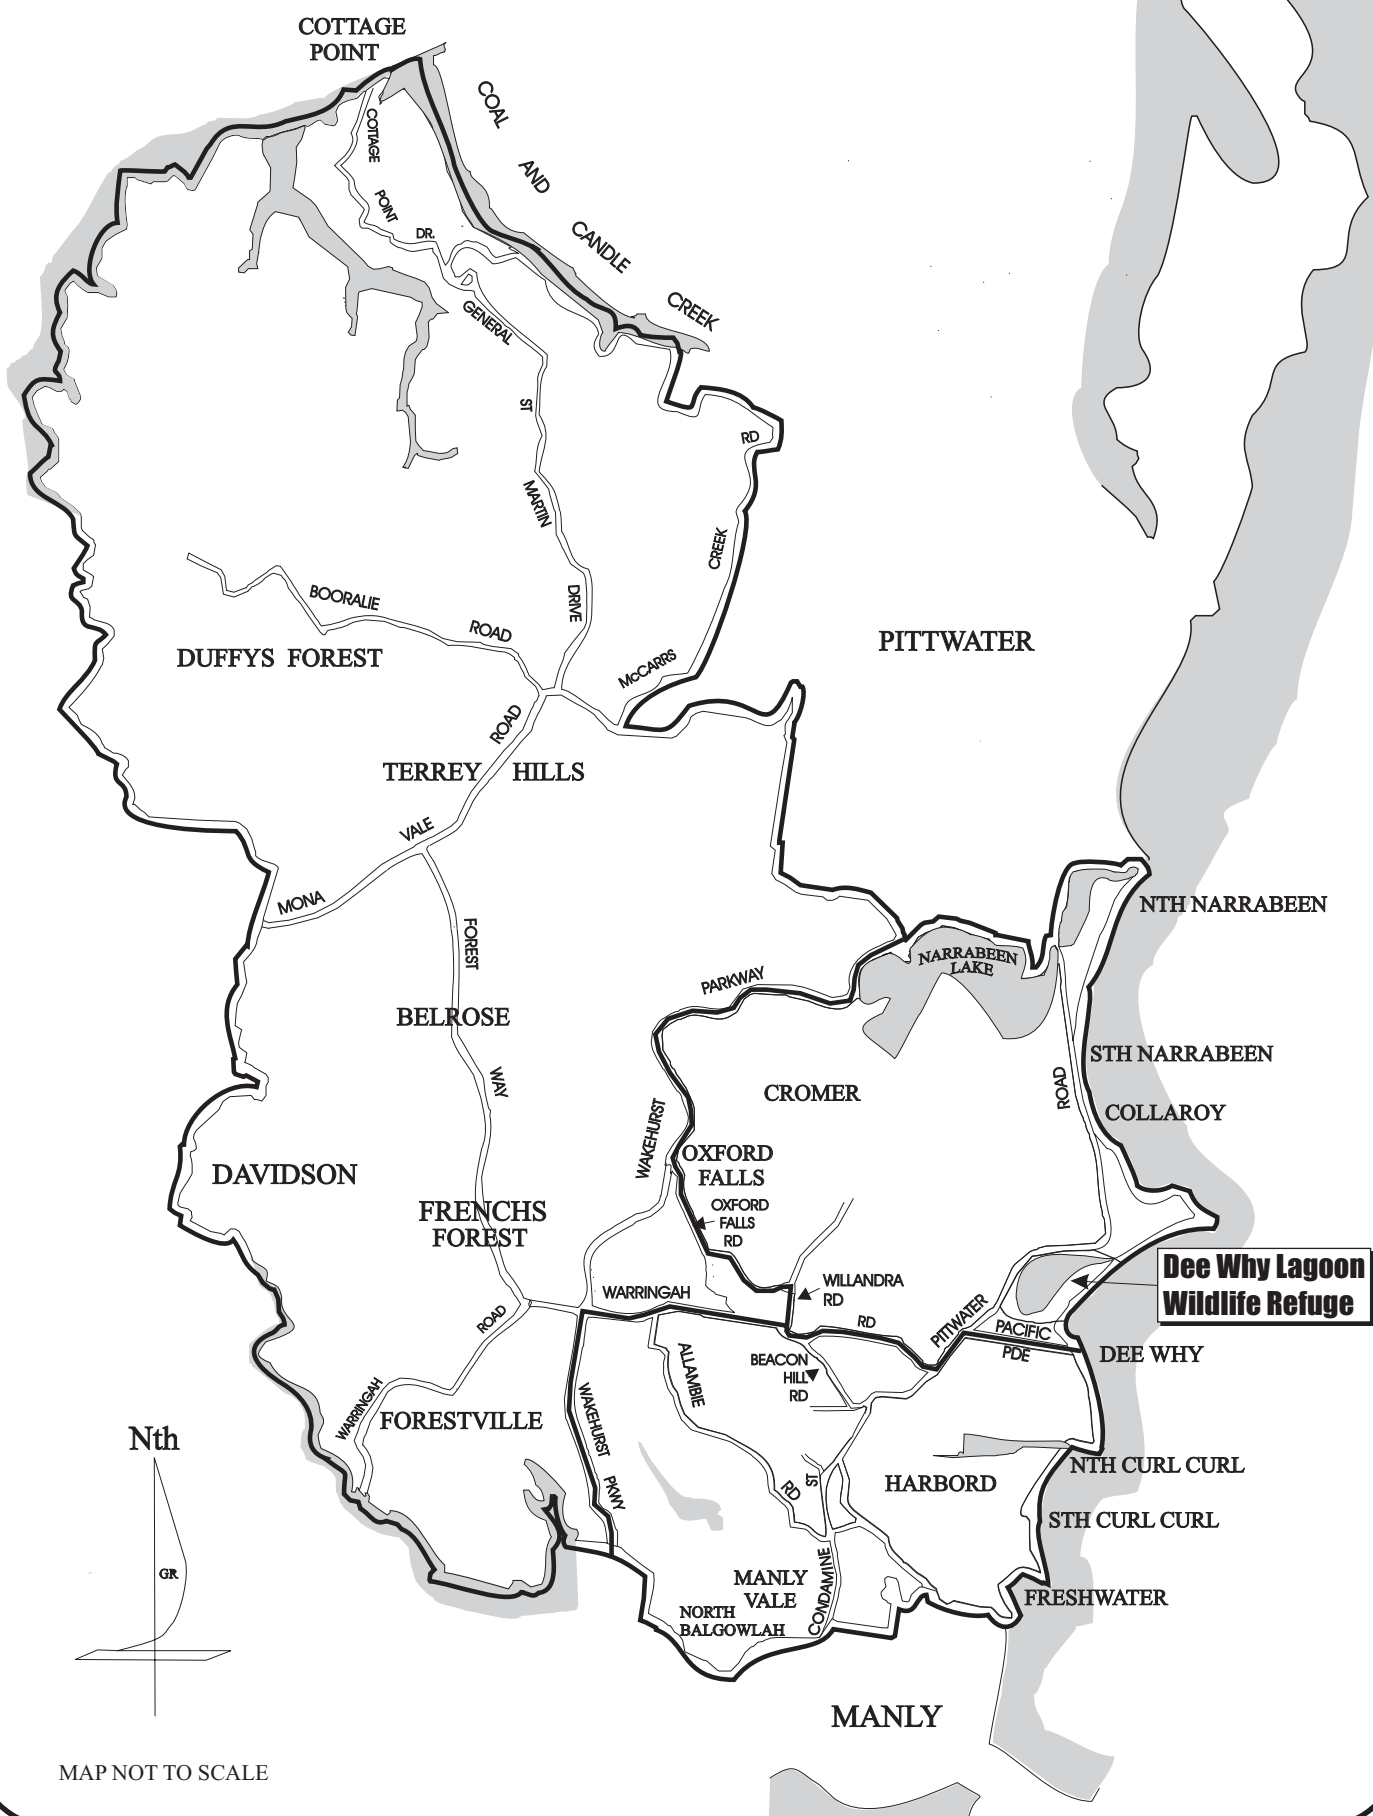 COTTAGE
POINT
COAL
AND
CANDLE
CREEK
COTTAGE
POINT
DR.
GENERAL
ST
MARTIN
DRIVE
RD
CREEK
McCARRS
BOORALIE
ROAD
DUFFYS FOREST
PITTWATER
ROAD
TERREY HILLS
VALE
MONA
NTH NARRABEEN
FOREST
NARRABEEN
LAKE
PARKWAY
BELROSE
STH NARRABEEN
WAY
ROAD
CROMER
COLLAROY
WAKEHURST
OXFORD
FALLS
DAVIDSON
OXFORD
FALLS
RD
FRENCHS
FOREST
Dee Why Lagoon
Wildlife Refuge
WILLANDRA
RD
WARRINGAH
ROAD
RD
PITTWATER
PACIFIC
PDE
DEE WHY
ALLAMBIE
BEACON
HILL
RD
WARRINGAH
FORESTVILLE
WAKEHURST
PKWY
Nth
NTH CURL CURL
HARBORD
RD
ST
STH CURL CURL
GR
MANLY
VALE
CONDAMINE
FRESHWATER
NORTH
BALGOWLAH
MANLY
MAP NOT TO SCALE